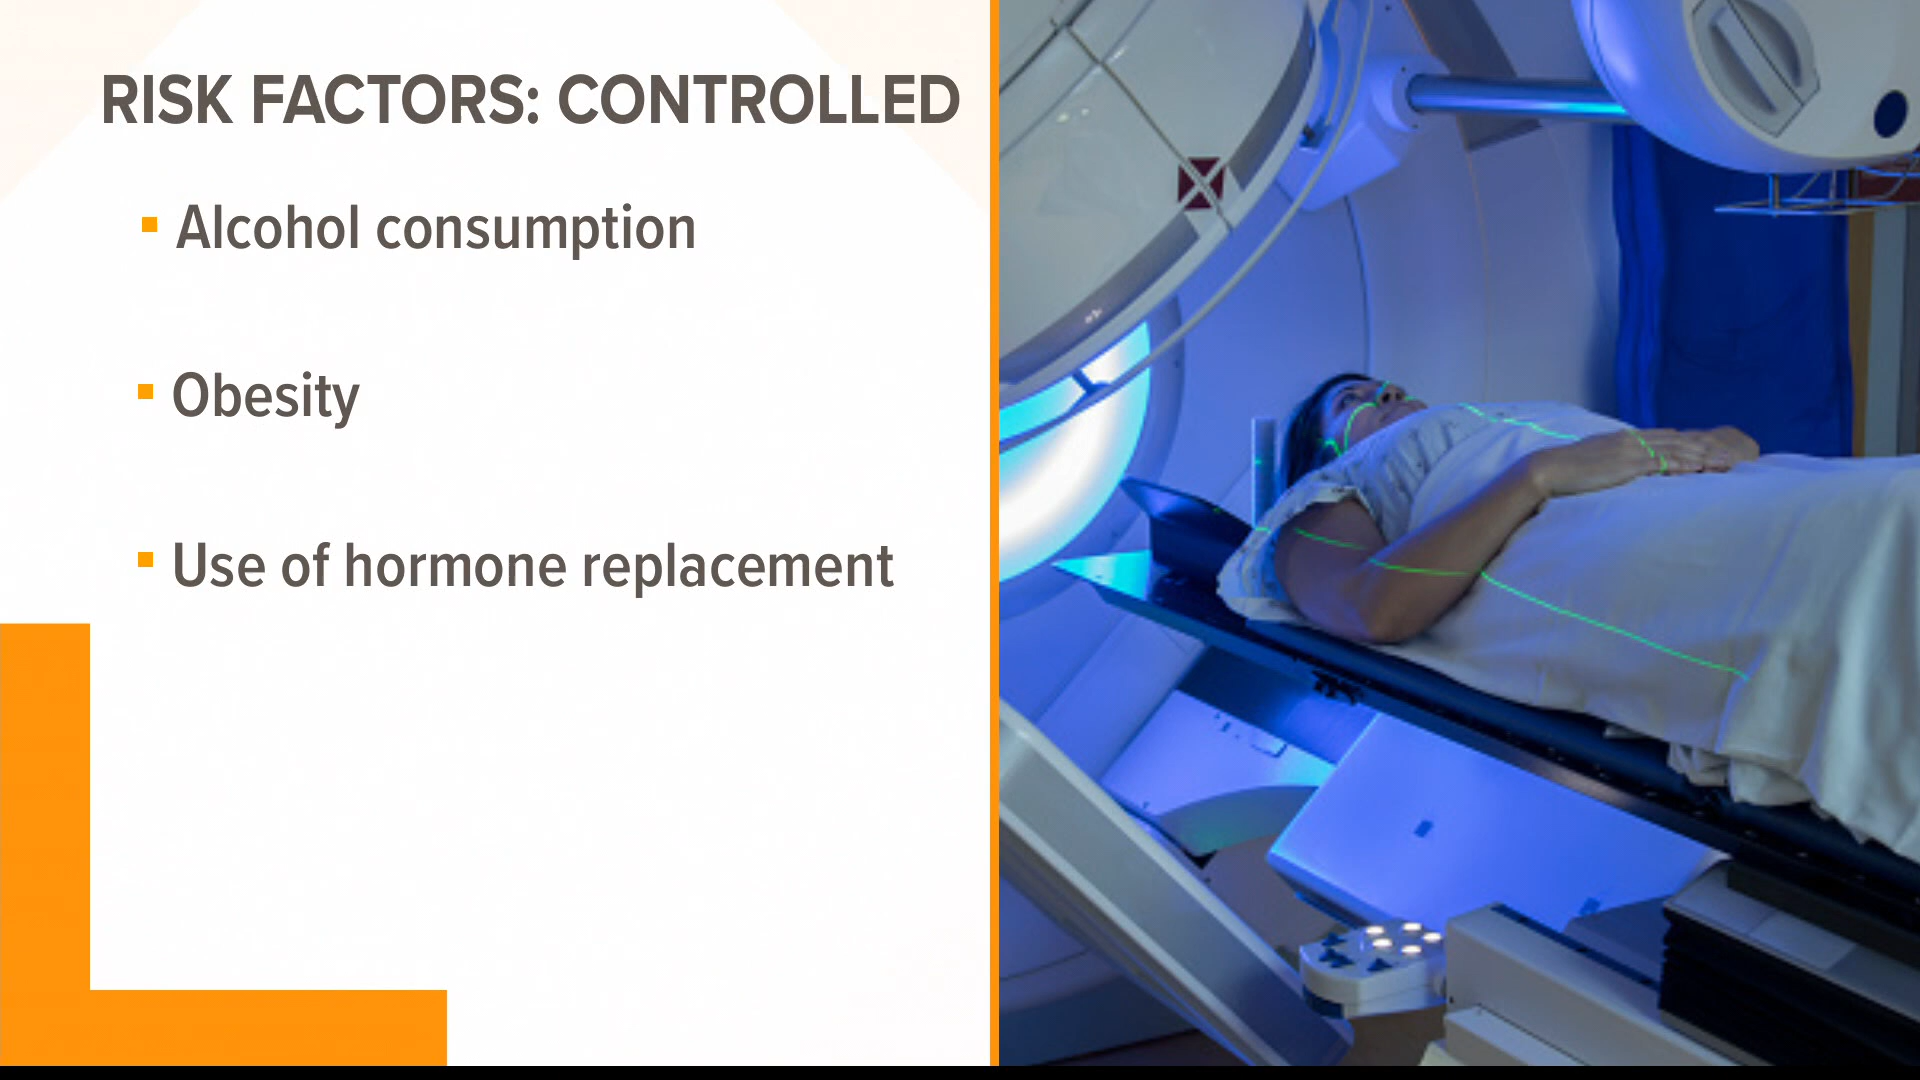 RISK FACTORS: CONTROLLED
Alcohol consumption
Obesity
Use of hormone replacement